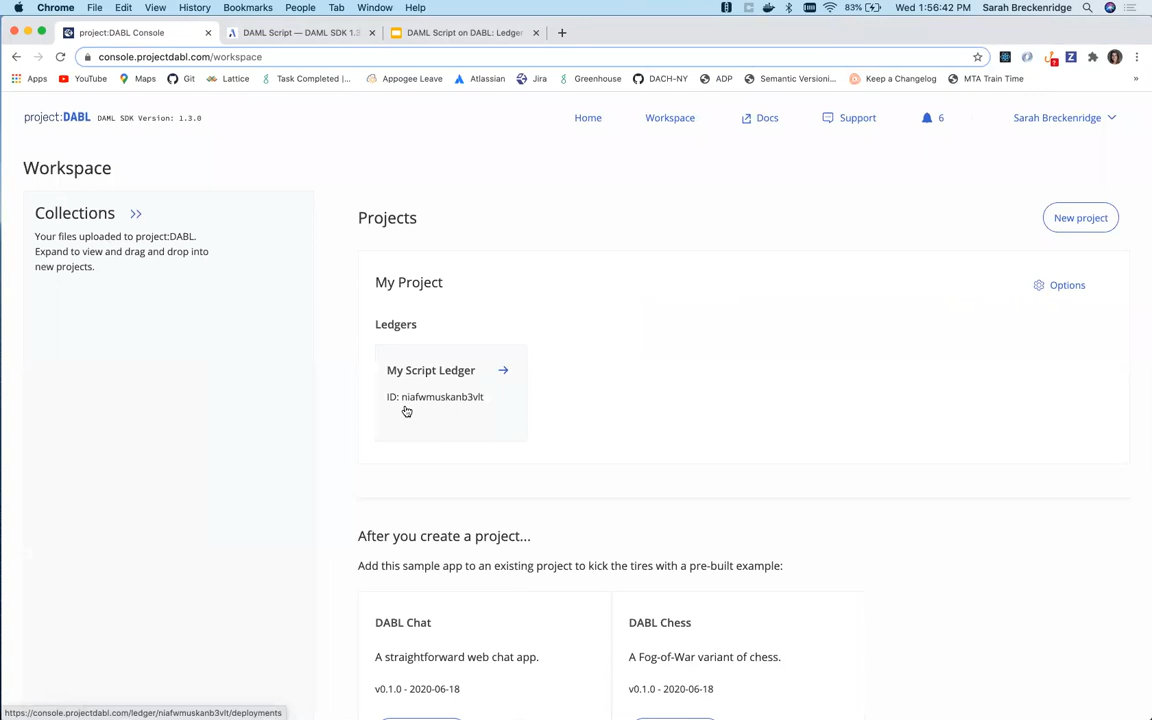 Chrome File Edit View History Bookmarks People Tab Window Help 83% Wed 1:56:42 PM Sarah Breckenridge
project:DABL Console DAML Script — DAML SDK 1.3. DAML Script on DABL: Ledger
console.projectdabl.com/workspace
Apps YouTube Maps Git Lattice Task Completed |... Appogee Leave Atlassian Jira Greenhouse DACH-NY ADP Semantic Versioni... Keep a Changelog MTA Train Time »
project:DABL DAML SDK Version: 1.3.0 Home Workspace Docs Support 6 Sarah Breckenridge
Workspace
Collections
Your files uploaded to project:DABL.
Expand to view and drag and drop into
new projects.
Projects New project
My Project Options
Ledgers
My Script Ledger
ID: niafwmuskanb3vlt
After you create a project...
Add this sample app to an existing project to kick the tires with a pre-built example:
DABL Chat DABL Chess
A straightforward web chat app. A Fog-of-War variant of chess.
v0.1.0 - 2020-06-18 v0.1.0 - 2020-06-18
https://console.projectdabl.com/ledger/niafwmuskanb3vlt/deployments